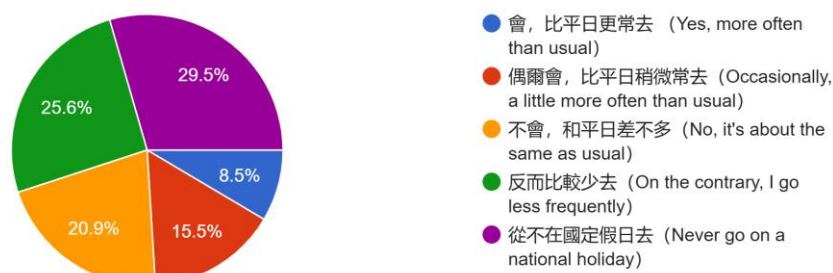 29.5%
25.6%
8.5%
20.9%
15.5%
會，比平日更常去 （Yes, more often
than usual）
偶爾會，比平日稍微常去（Occasionally,
a little more often than usual）
不會，和平日差不多（No, it's about the
same as usual）
反而比較少去（On the contrary, I go
less frequently）
從不在國定假日去（Never go on a
national holiday）